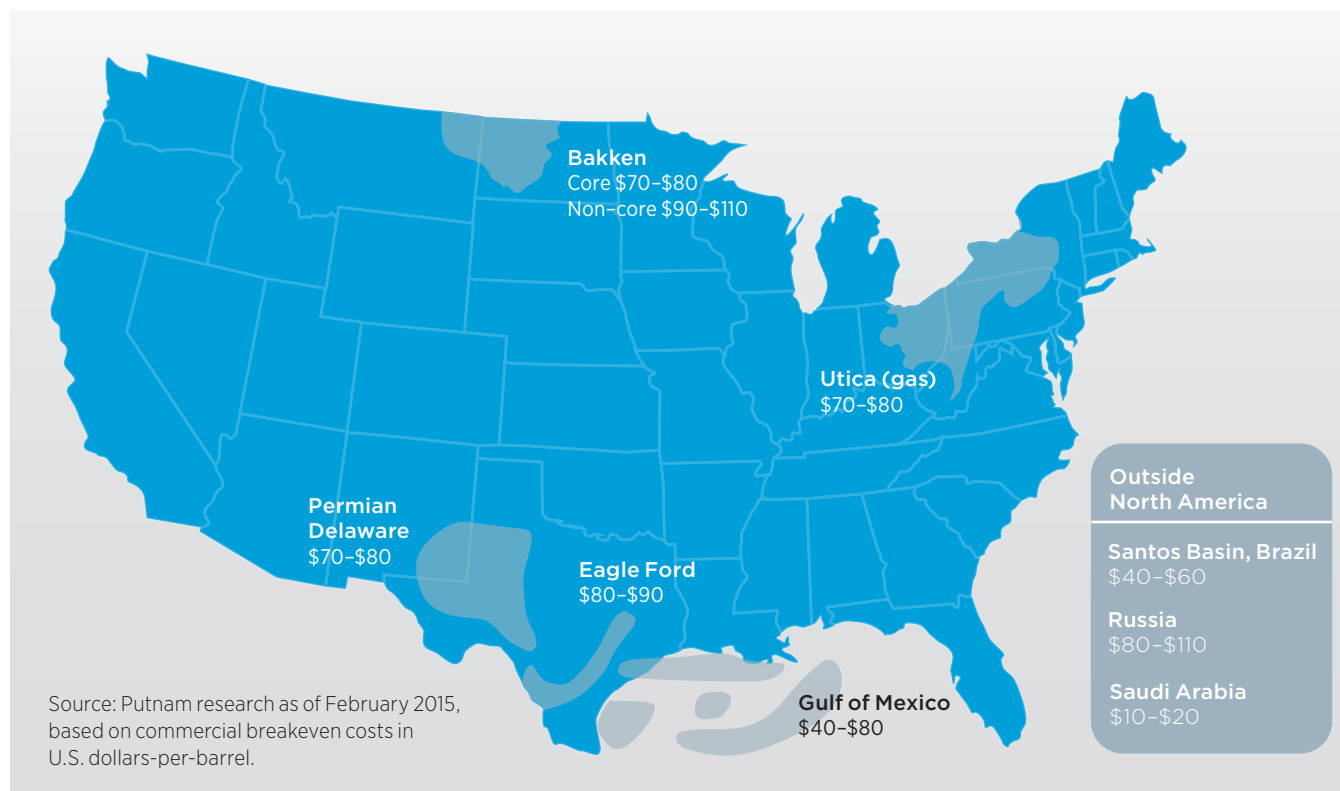 Bakken
Core $70–$80
Non–core $90–$110
Utica (gas)
$70–$80
Permian
Delaware
$70–$80
Eagle Ford
$80–$90
Gulf of Mexico
$40–$80
Outside
North America
Santos Basin, Brazil
$40–$60
Russia
$80–$110
Saudi Arabia
$10–$20
Source: Putnam research as of February 2015,
based on commercial breakeven costs in
U.S. dollars-per-barrel.